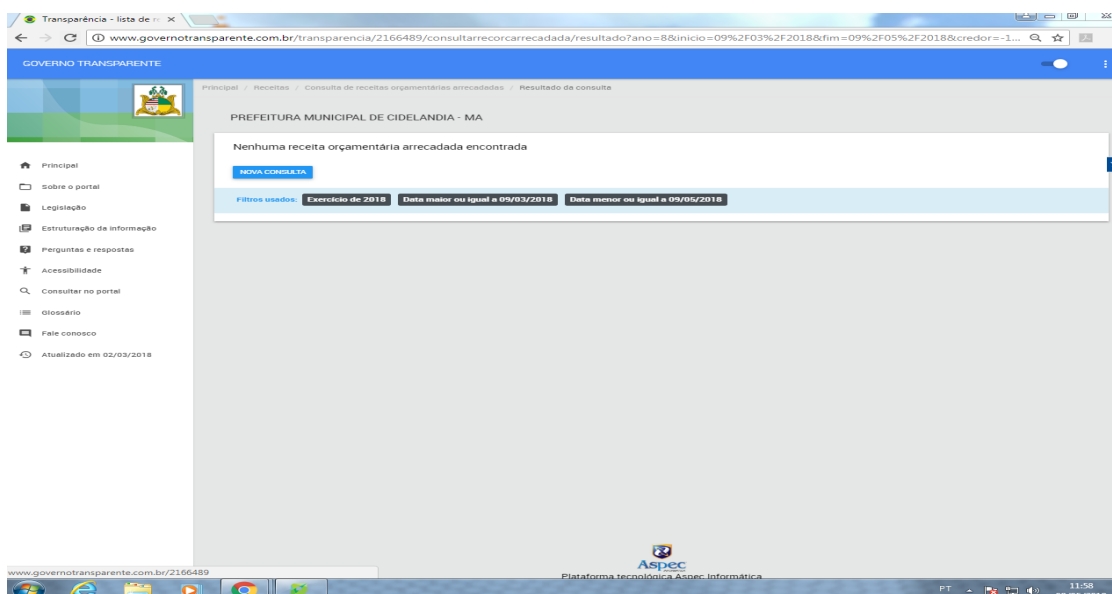 Transparência - lista de r
www.governotransparente.com.br/transparencia/2166489/consultarrecorcarrecadada/resultado?ano=8&inicio=09%2F03%2F2018&fim=09%2F05%2F2018&credor=-1...
GOVERNO TRANSPARENTE
Principal / Receitas / Consulta de receitas orçamentárias arrecadadas / Resultado da consulta
PREFEITURA MUNICIPAL DE CIDELANDIA - MA
Nenhuma receita orçamentária arrecadada encontrada
NOVA CONSULTA
Filtros usados: Exercício de 2018 Data maior ou igual a 09/03/2018 Data menor ou igual a 09/05/2018
Principal
Sobre o portal
Legislação
Estruturação da informação
Perguntas e respostas
Acessibilidade
Consultar no portal
Glossário
Fale conosco
Atualizado em 02/03/2018
Aspec
Plataforma tecnológica Aspec Informática
www.governotransparente.com.br/2166489
PT
11:58